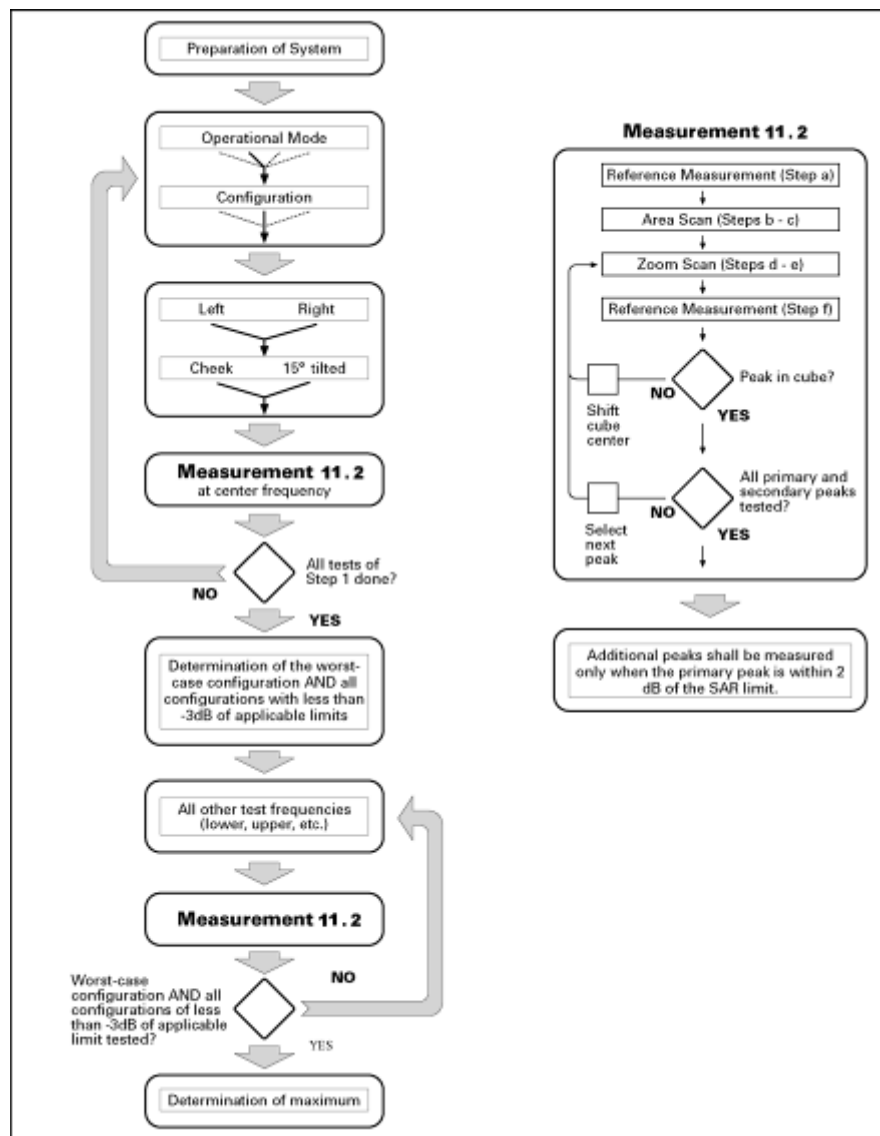 Preparation of System
Operational Mode
Configuration
Left Right
Cheek 15º tilted
Measurement 11.2
at center frequency
All tests of
Step 1 done?
NO
YES
Determination of the worst-
case configuration AND all
configurations with less than
-3dB of applicable limits
All other test frequencies
(lower, upper, etc.)
Measurement 11.2
NO
Worst-case
configuration AND all
configurations of less
than -3dB of applicable
limit tested?
YES
Determination of maximum
Measurement 11.2
Reference Measurement (Step a)
Area Scan (Steps b - c)
Zoom Scan (Steps d - e)
Reference Measurement (Step f)
Peak in cube?
NO
Shift
cube
center
YES
All primary and
secondary peaks
tested?
NO
Select
next
peak
YES
Additional peaks shall be measured
only when the primary peak is within 2
dB of the SAR limit.